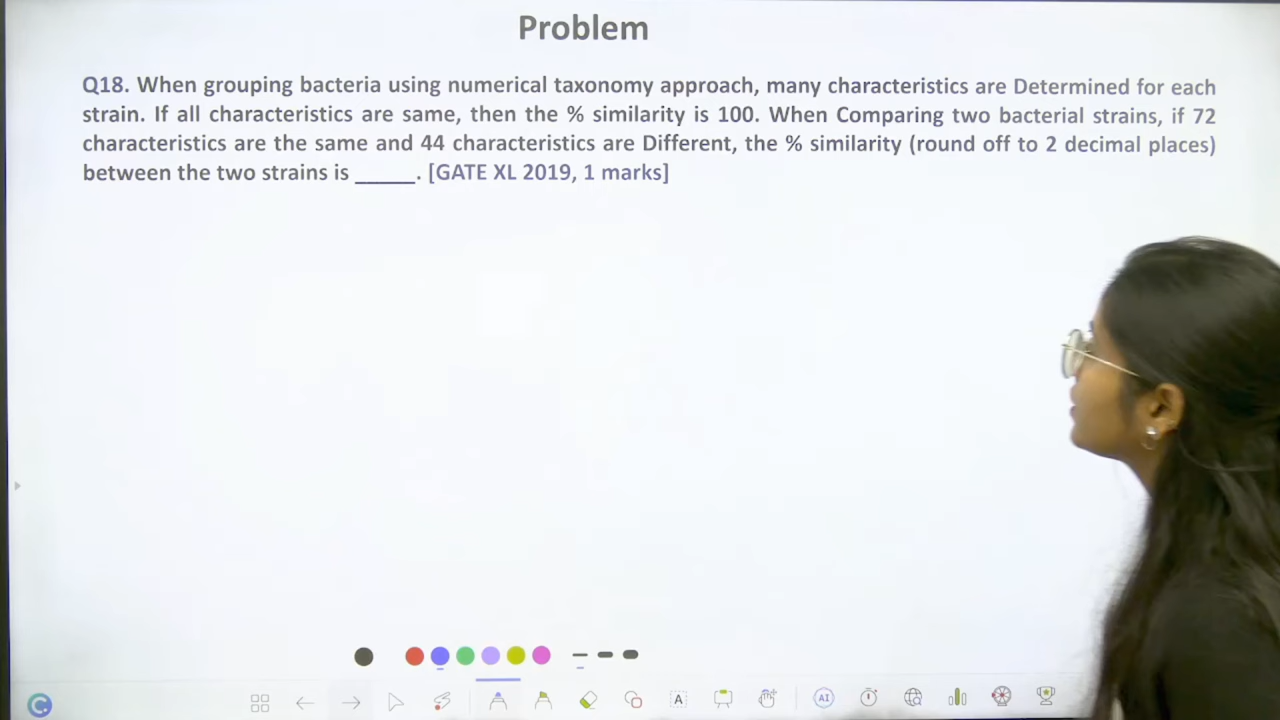 Problem
Q18. When grouping bacteria using numerical taxonomy approach, many characteristics are Determined for each
strain. If all characteristics are same, then the % similarity is 100. When Comparing two bacterial strains, if 72
characteristics are the same and 44 characteristics are Different, the % similarity (round off to 2 decimal places)
between the two strains is _____. [GATE XL 2019, 1 marks]
A
AI